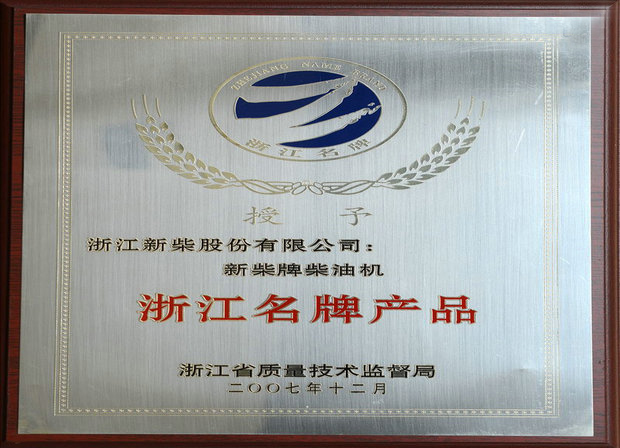 ZHEJIANG NAME BRAND
浙江名牌
授 予
浙江新柴股份有限公司：
新柴牌柴油机
浙江名牌产品
浙江省质量技术监督局
二〇〇七年十二月